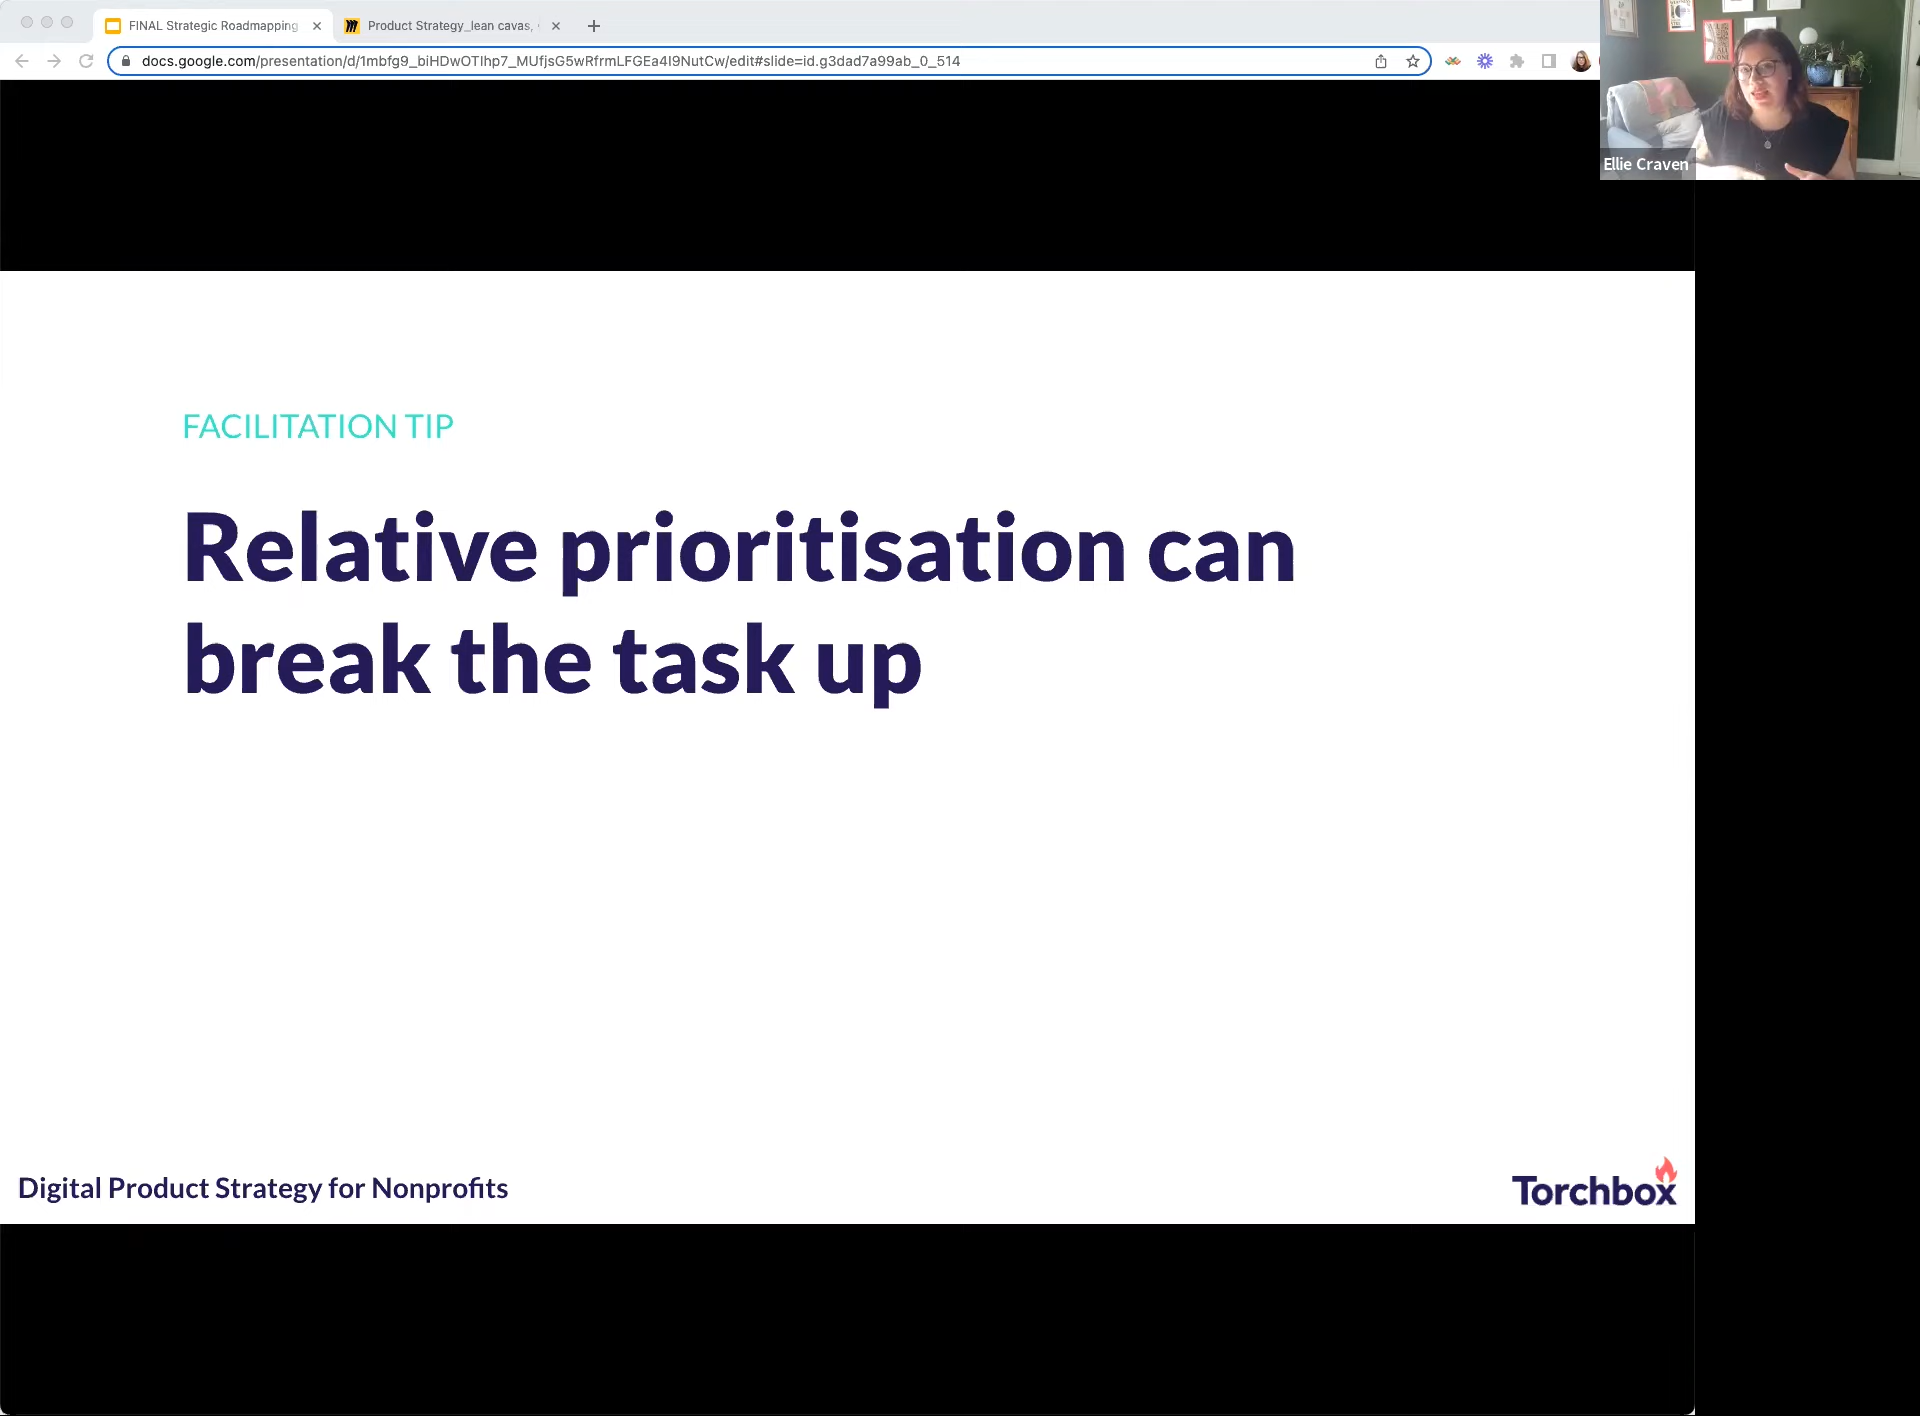 FINAL Strategic Roadmapping
Product Strategy_lean cavas,
docs.google.com/presentation/d/1mbfg9_biHDwOTIhp7_MUfjsG5wRfrmLFGEa4I9NutCw/edit#slide=id.g3dad7a99ab_0_514
Ellie Craven
FACILITATION TIP
Relative prioritisation can
break the task up
Digital Product Strategy for Nonprofits
Torchbox